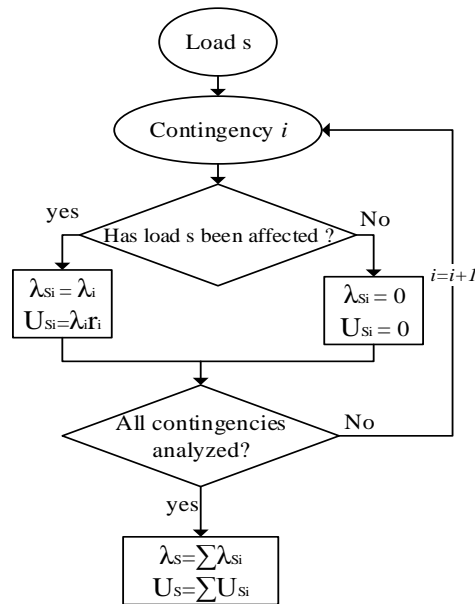 Load s
Contingency i
yes
No
Has load s been affected ?
i=i+1
λSi = λi
USi=λiri
λSi = 0
USi = 0
All contingencies
analyzed?
No
yes
λS=∑λSi
US=∑USi